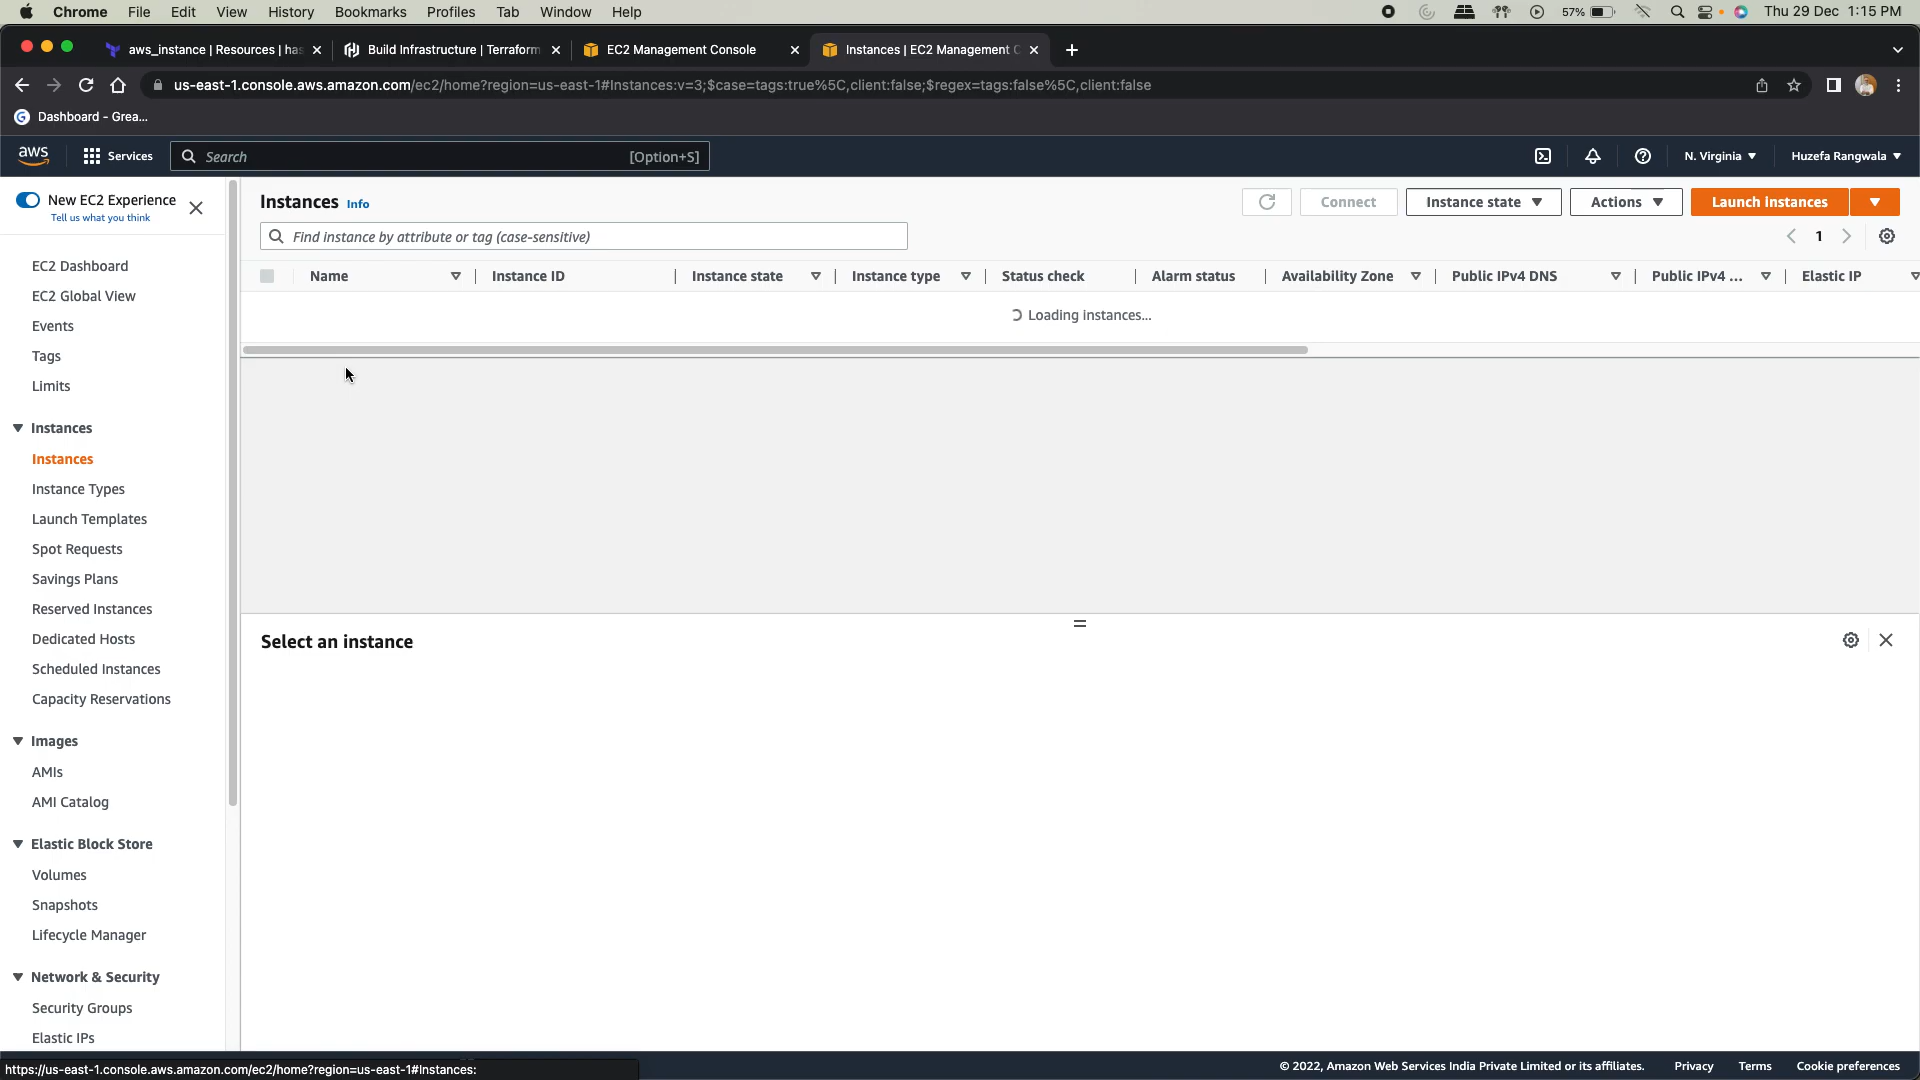 Chrome File Edit View History Bookmarks Profiles Tab Window Help 57% Thu 29 Dec 1:15 PM
aws_instance | Resources | has Build Infrastructure | Terraform EC2 Management Console Instances | EC2 Management C
us-east-1.console.aws.amazon.com/ec2/home?region=us-east-1#Instances:v=3;$case=tags:true%5C,client:false;$regex=tags:false%5C,client:false
G Dashboard - Grea...
aws Services Search [Option+S] N. Virginia Huzefa Rangwala
New EC2 Experience
Tell us what you think
Instances Info Connect Instance state Actions Launch instances
Find instance by attribute or tag (case-sensitive) 1
Name Instance ID Instance state Instance type Status check Alarm status Availability Zone Public IPv4 DNS Public IPv4 ... Elastic IP
Loading instances...
EC2 Dashboard
EC2 Global View
Events
Tags
Limits
Instances
Instances
Instance Types
Launch Templates
Spot Requests
Savings Plans
Reserved Instances
Dedicated Hosts
Scheduled Instances
Capacity Reservations
Images
AMIs
AMI Catalog
Elastic Block Store
Volumes
Snapshots
Lifecycle Manager
Network & Security
Security Groups
Elastic IPs
Select an instance
https://us-east-1.console.aws.amazon.com/ec2/home?region=us-east-1#Instances:
© 2022, Amazon Web Services India Private Limited or its affiliates. Privacy Terms Cookie preferences